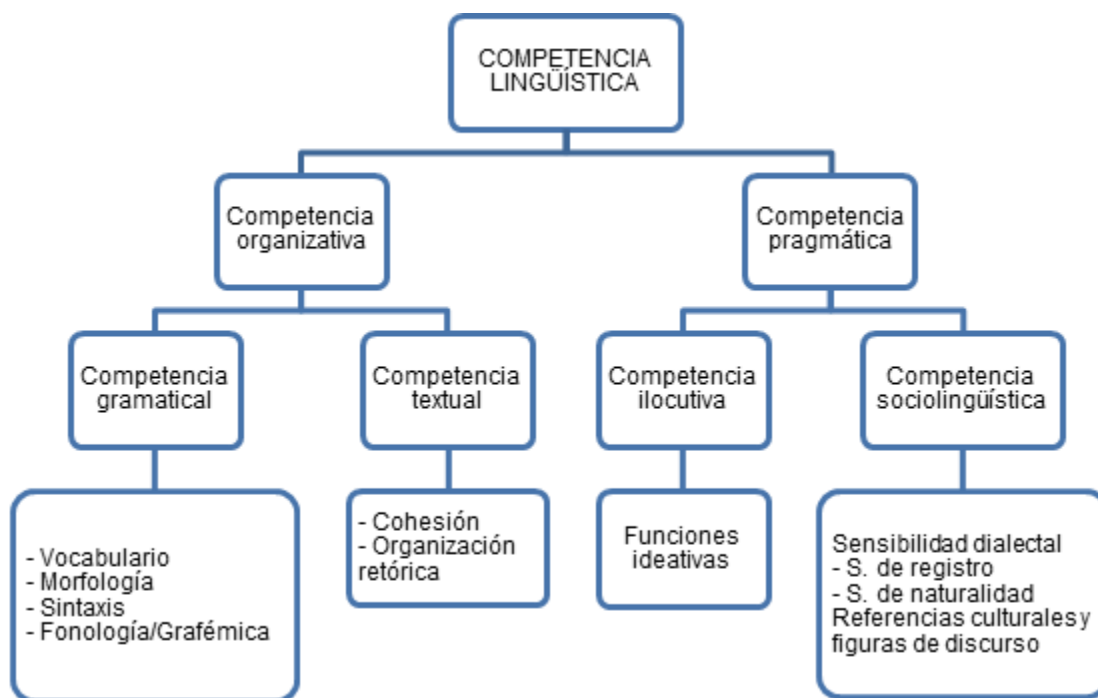 COMPETENCIA
LINGÜÍSTICA
Competencia
organizativa
Competencia
pragmática
Competencia
gramatical
Competencia
textual
Competencia
ilocutiva
Competencia
sociolingüística
- Vocabulario
- Morfología
- Sintaxis
- Fonología/Grafémica
- Cohesión
- Organización
retórica
Funciones
ideativas
Sensibilidad dialectal
- S. de registro
- S. de naturalidad
Referencias culturales y
figuras de discurso